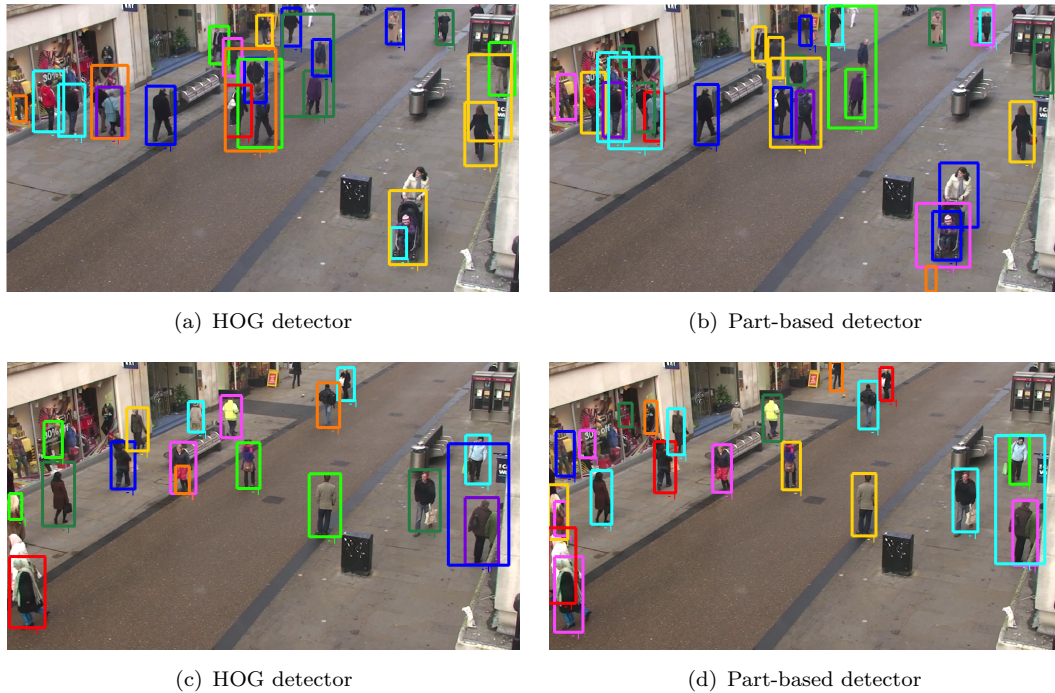 (a) HOG detector
(b) Part-based detector
(c) HOG detector
(d) Part-based detector